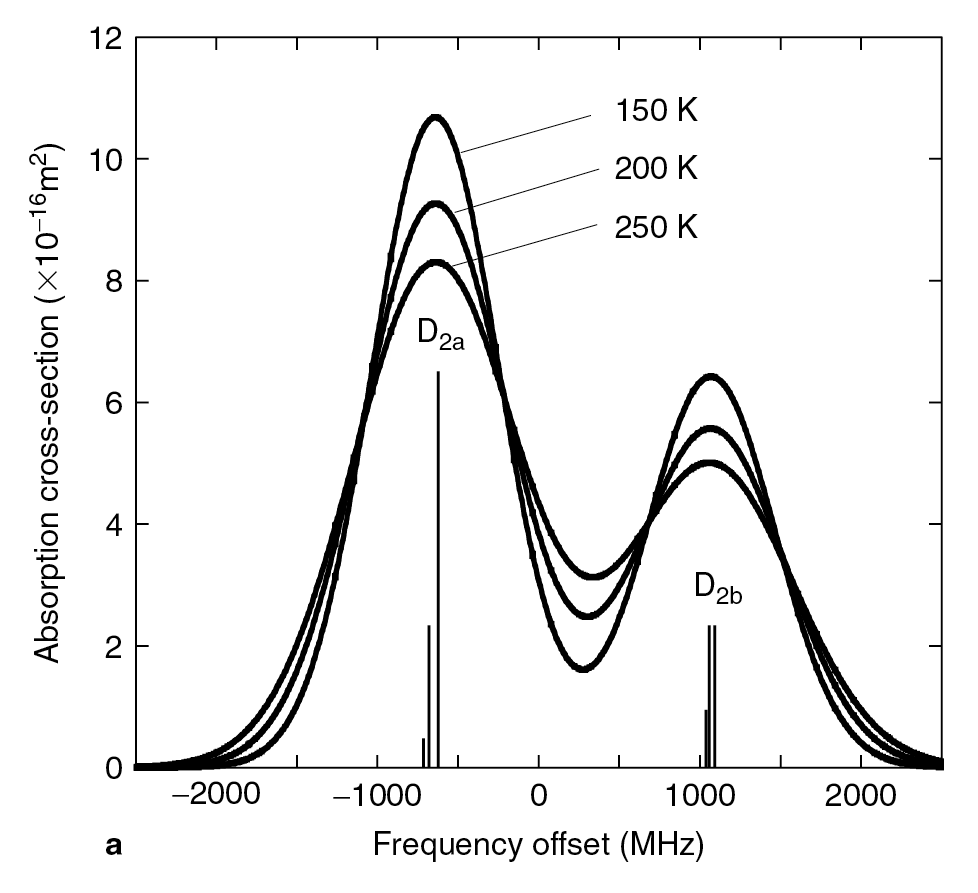 12
10
8
6
4
2
0
Absorption cross-section (×10⁻¹⁶m²)
150 K
200 K
250 K
D₂ₐ
D₂b
−2000
−1000
0
1000
2000
a
Frequency offset (MHz)